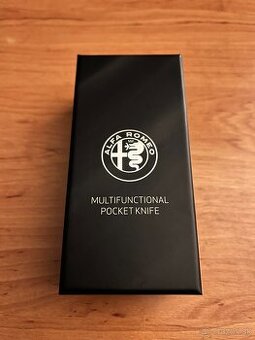 ALFA ROMEO
MULTIFUNCTIONAL
POCKET KNIFE